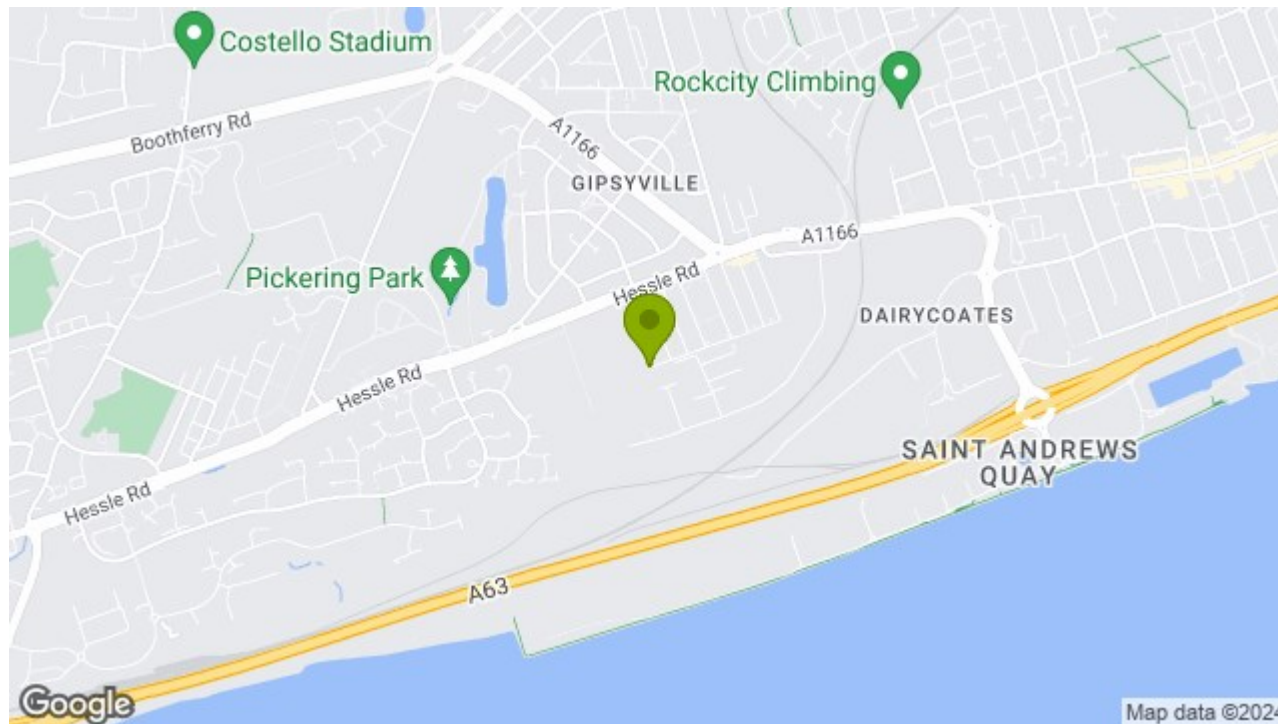 Costello Stadium
Rockcity Climbing
Boothferry Rd
A1166
GIPSYVILLE
A1166
Pickering Park
Hessle Rd
DAIRYCOATES
Hessle Rd
SAINT ANDREWS
QUAY
Hessle Rd
A63
Google
Map data ©2024